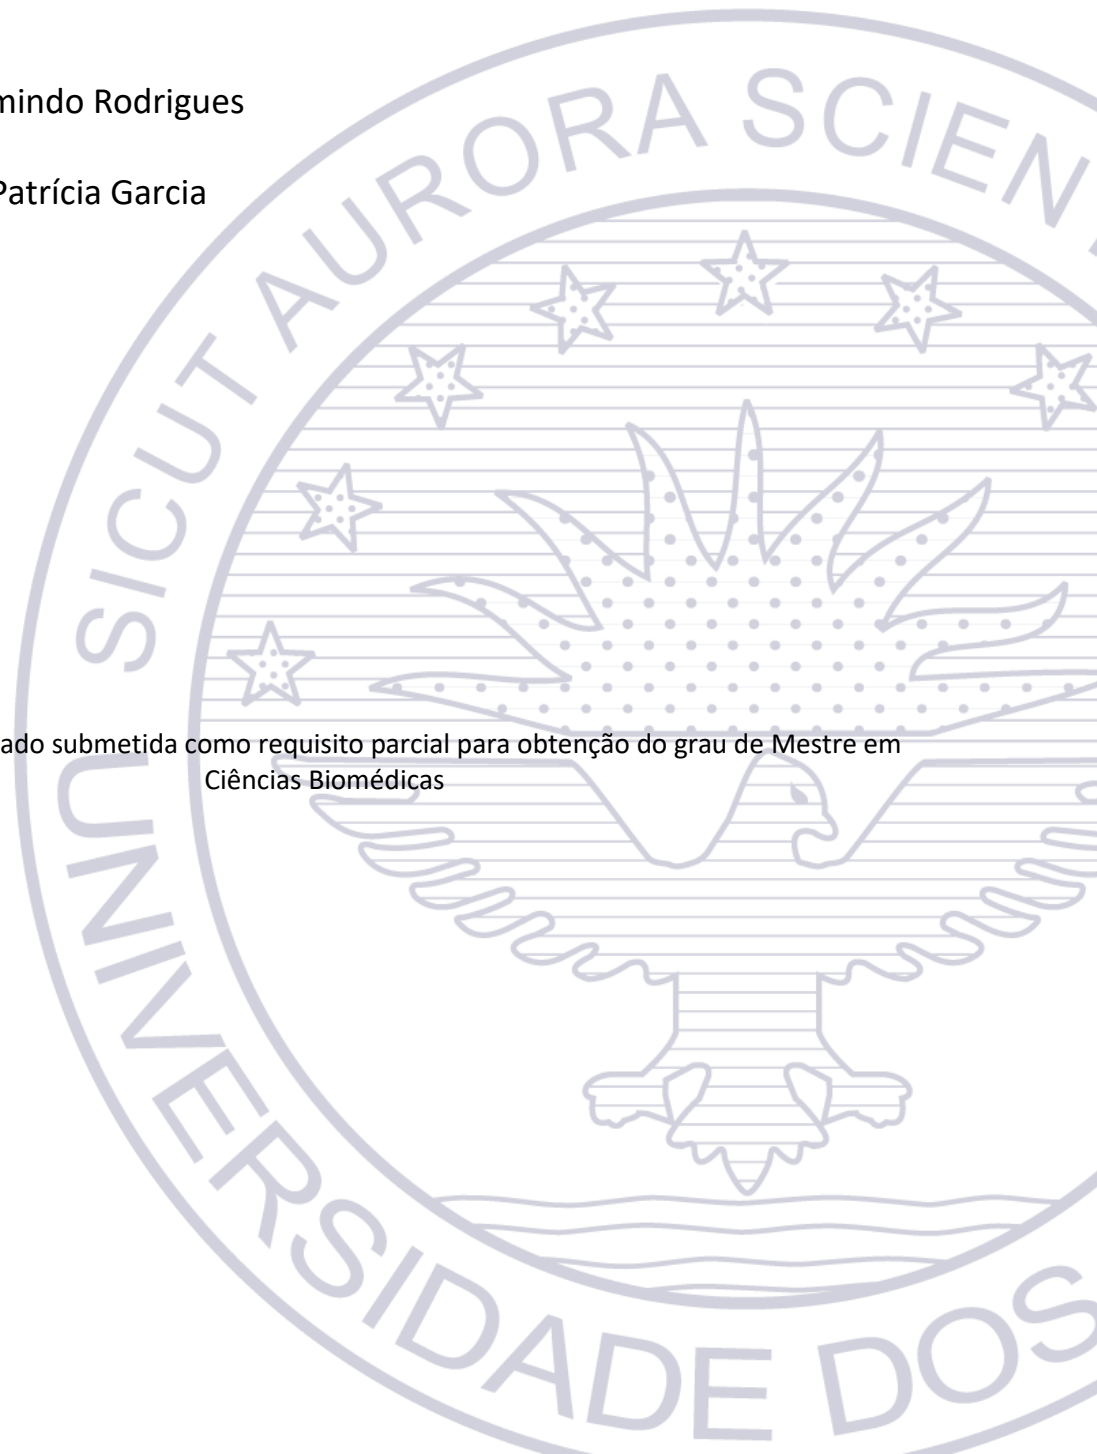 mindo Rodrigues
Patrícia Garcia
ado submetida como requisito parcial para obtenção do grau de Mestre em
Ciências Biomédicas
SICUT AURORA SCIEN
UNIVERSIDADE DOS